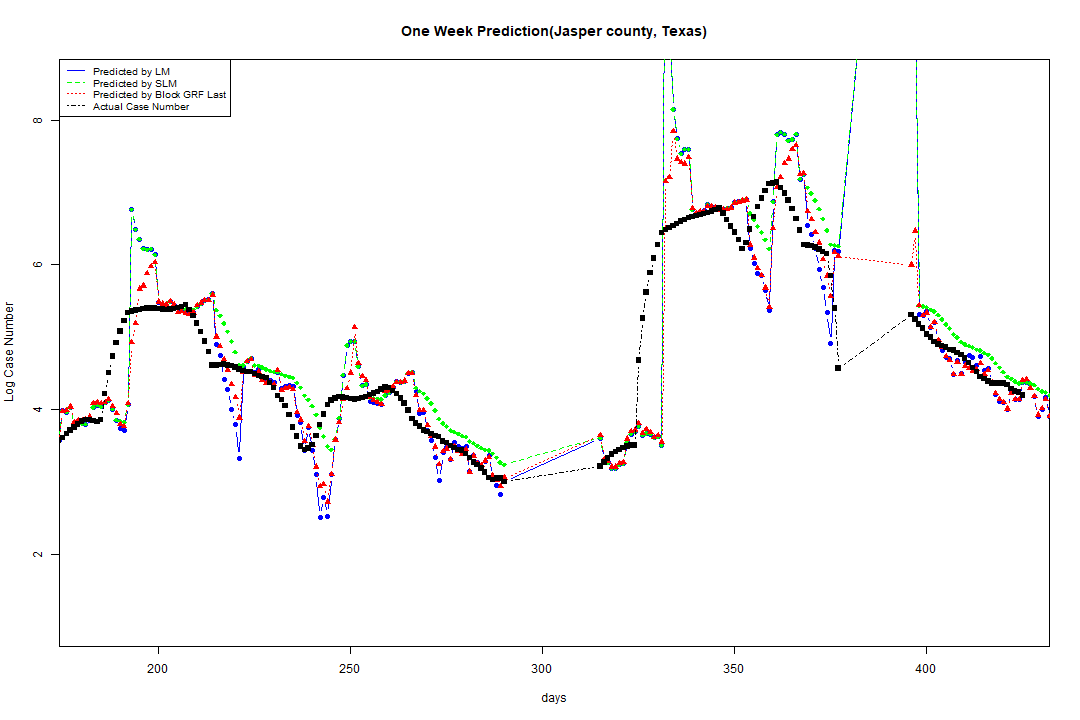 One Week Prediction(Jasper county, Texas)
Predicted by LM
Predicted by SLM
Predicted by Block GRF Last
Actual Case Number
8
6
4
2
Log Case Number
200 250 300 350 400
days